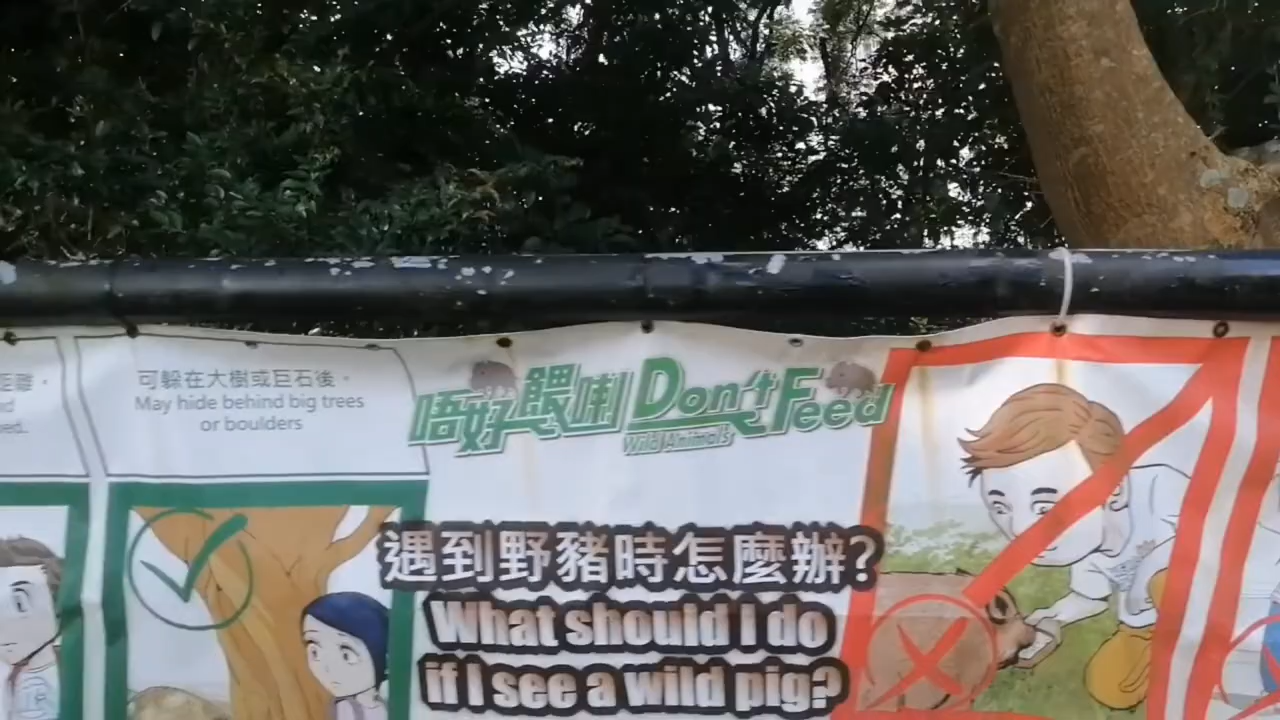 可躲在大樹或巨石後。
May hide behind big trees
or boulders
唔好餵喇 Don't Feed
Wild Animals
遇到野豬時怎麼辦?
What should I do
if I see a wild pig?